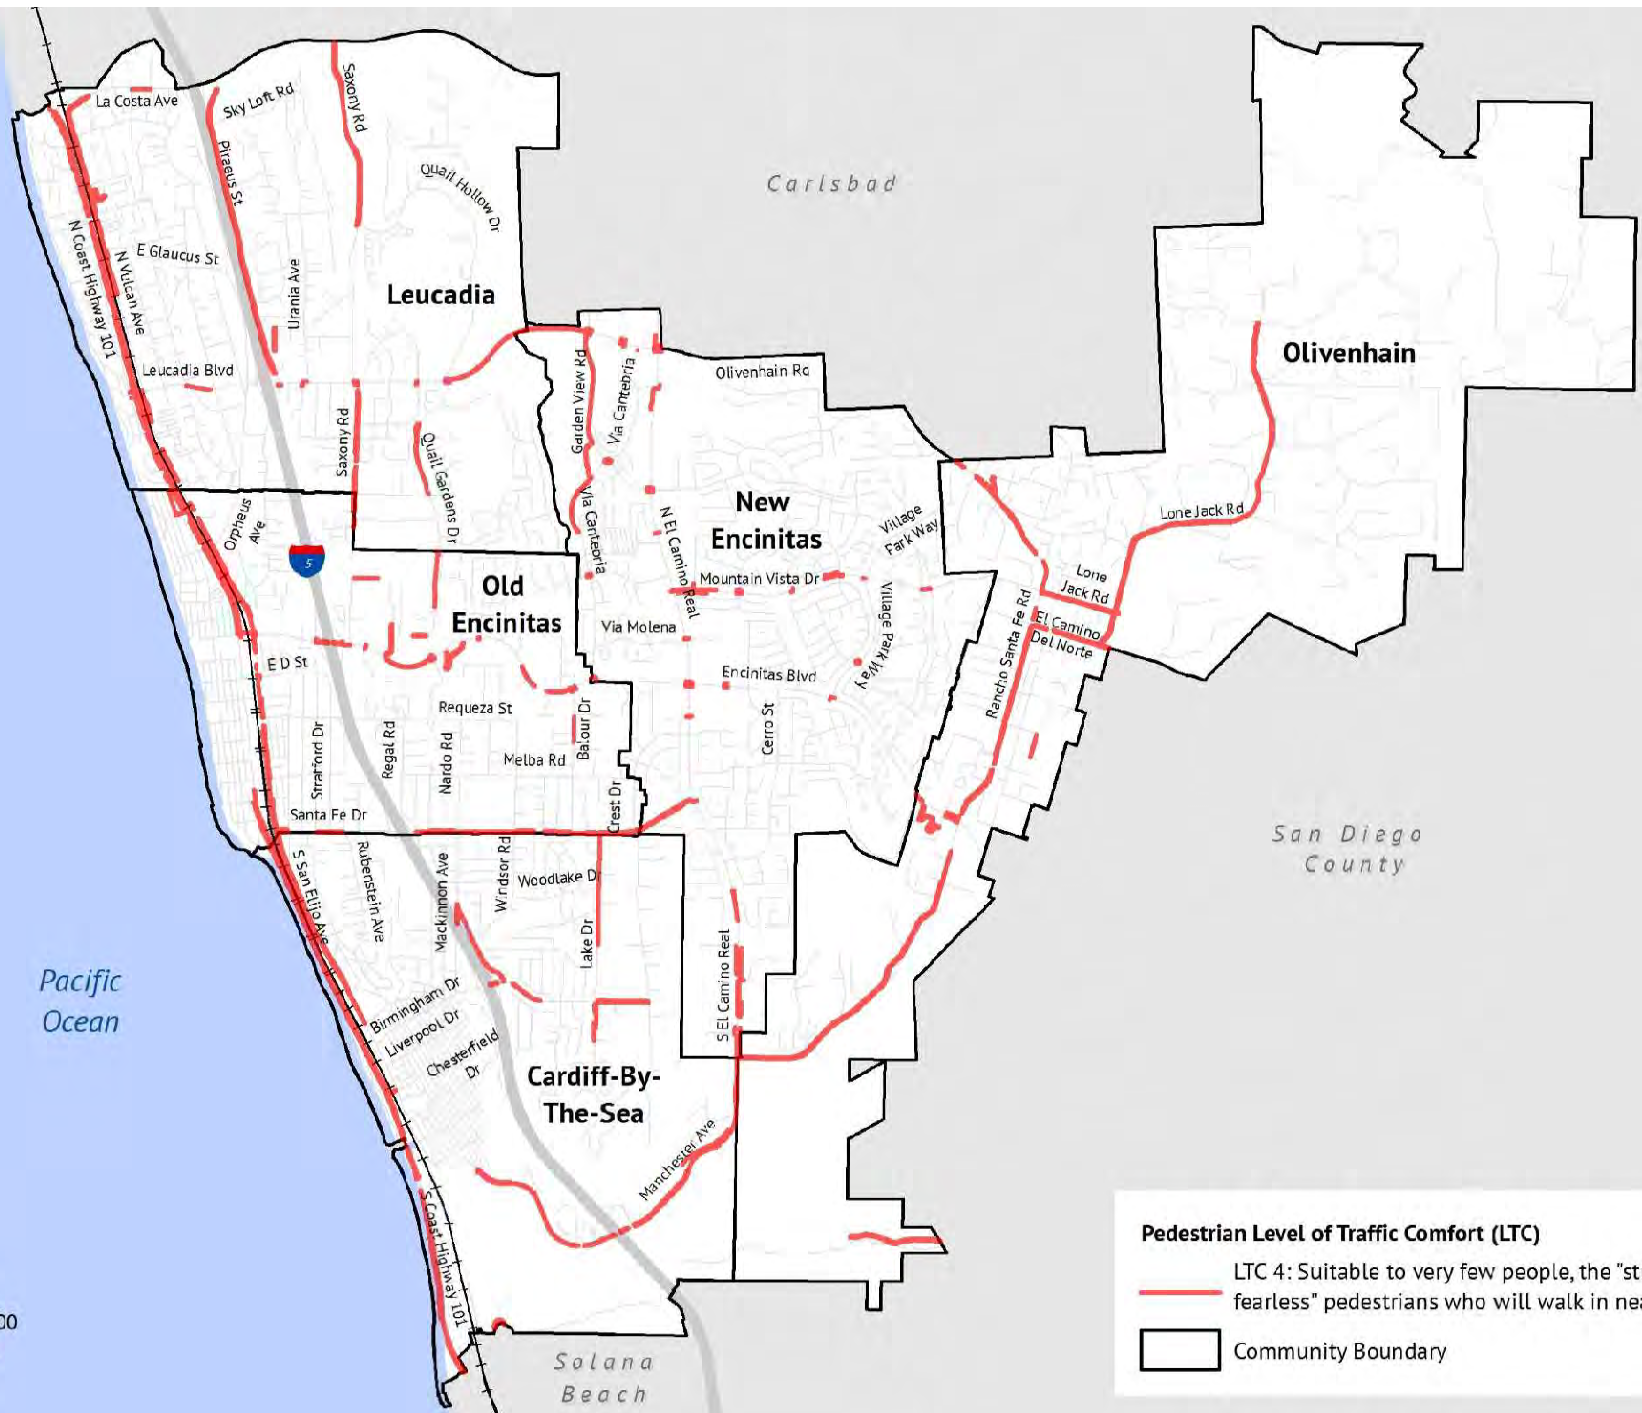 La Costa Ave
Sky Loft Rd
Saxony Rd
Piraeus St
Quail Hollow Dr
Carlsbad
N Coast Highway 101
N Vulcan Ave
E Glaucus St
Urania Ave
Leucadia
Leucadia Blvd
Saxony Rd
Quail Gardens Dr
Garden View Rd
Via Cantebria
Olivenhain
Olivenhain
Via Cantebria
N El Camino Real
New
Encinitas
Village
Park Way
Lone Jack Rd
Orpheus
Ave
5
Old
Encinitas
Mountain Vista Dr
Lone
Jack Rd
Via Molena
Village Park Way
El Camino
Del Norte
Rancho Santa Fe Rd
E D St
Encinitas Blvd
Requeza St
Stratford Dr
Regal Rd
Nardo Rd
Balour Dr
Cerro St
Melba Rd
Crest Dr
Santa Fe Dr
San Diego
County
S San Elijo Ave
Rubenstein Ave
Mackinnon Ave
Windsor Rd
Woodlake Dr
Lake Dr
S El Camino Real
Pacific
Ocean
Birmingham Dr
Liverpool Dr
Chesterfield
Dr
Cardiff-By-
The-Sea
Manchester Ave
S Coast Highway 101
Solana
Beach
Pedestrian Level of Traffic Comfort (LTC)
LTC 4: Suitable to very few people, the "st
fearless" pedestrians who will walk in nea
Community Boundary
00